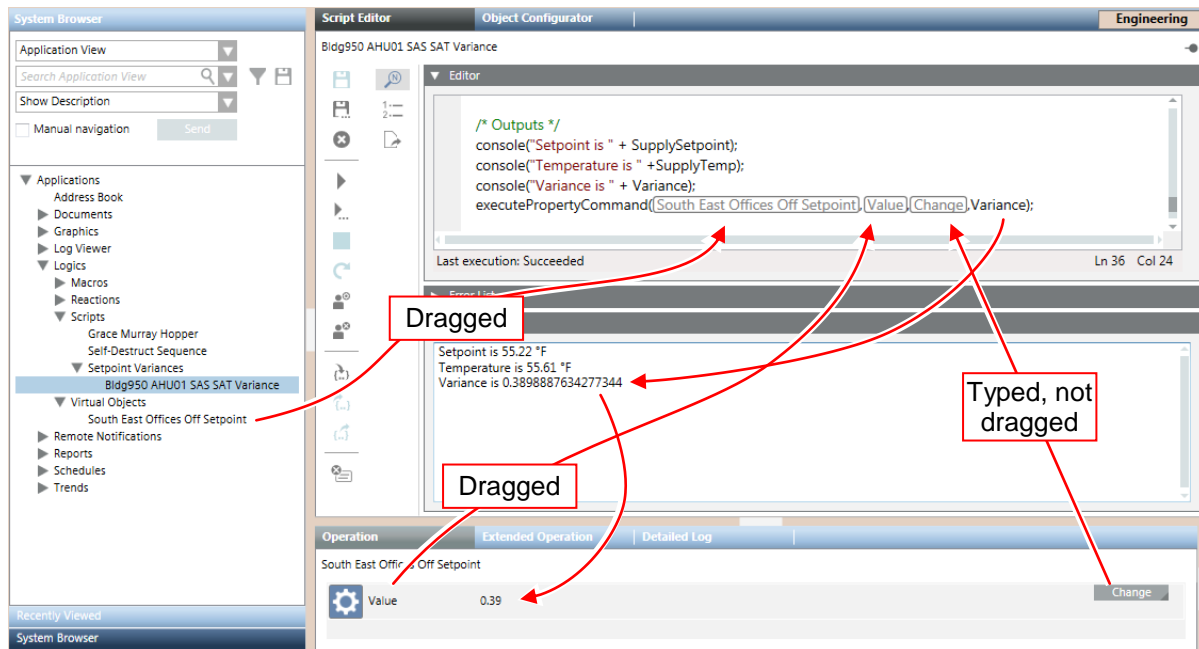 System Browser
Application View
Search Application View
Show Description
Manual navigation
Send
Applications
Address Book
Documents
Graphics
Log Viewer
Logics
Macros
Reactions
Scripts
Grace Murray Hopper
Self-Destruct Sequence
Setpoint Variances
Bldg950 AHU01 SAS SAT Variance
Virtual Objects
South East Offices Off Setpoint
Remote Notifications
Reports
Schedules
Trends
Recently Viewed
System Browser
Script Editor
Object Configurator
Engineering
Bldg950 AHU01 SAS SAT Variance
Editor
/* Outputs */
console("Setpoint is " + SupplySetpoint);
console("Temperature is " +SupplyTemp);
console("Variance is " + Variance);
executePropertyCommand(South East Offices Off Setpoint,Value,Change,Variance);
Last execution: Succeeded
Ln 36 Col 24
Error List
Setpoint is 55.22 °F
Temperature is 55.61 °F
Variance is 0.3898887634277344
Dragged
Dragged
Typed, not
dragged
Operation
Extended Operation
Detailed Log
South East Offices Off Setpoint
Value 0.39
Change